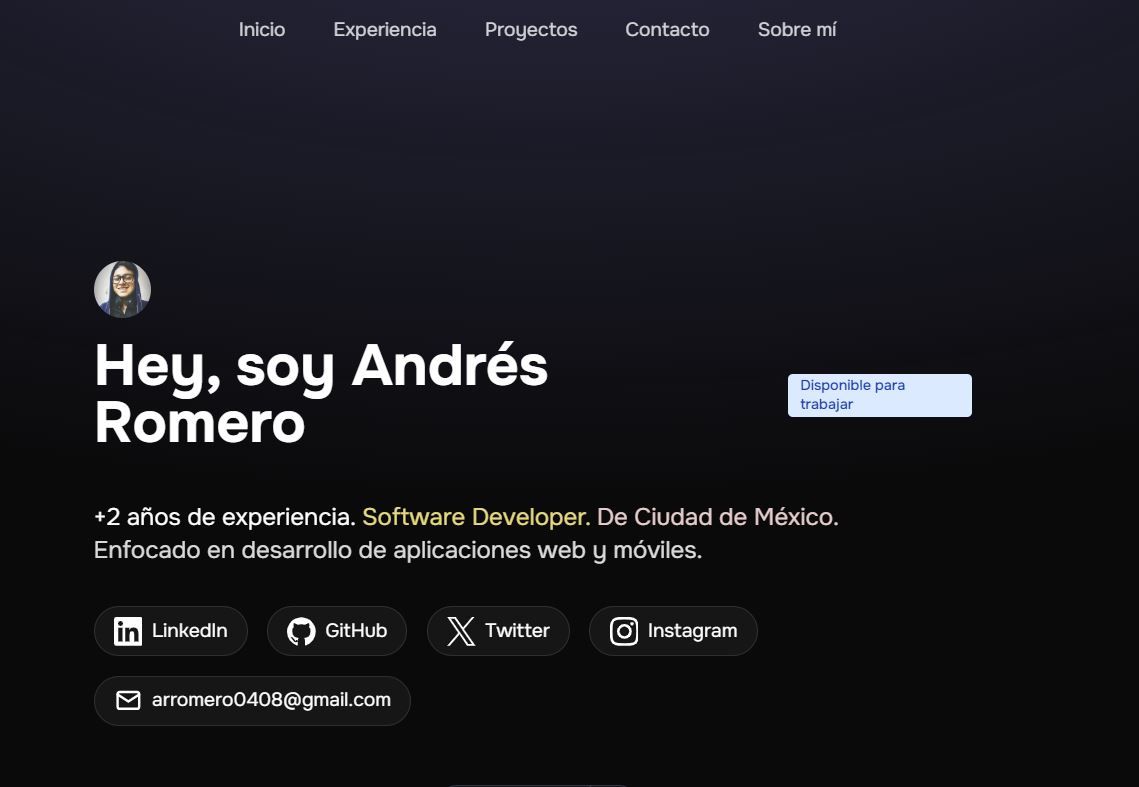 Inicio Experiencia Proyectos Contacto Sobre mí
Hey, soy Andrés
Romero
Disponible para
trabajar
+2 años de experiencia. Software Developer. De Ciudad de México.
Enfocado en desarrollo de aplicaciones web y móviles.
LinkedIn GitHub Twitter Instagram
arromero0408@gmail.com